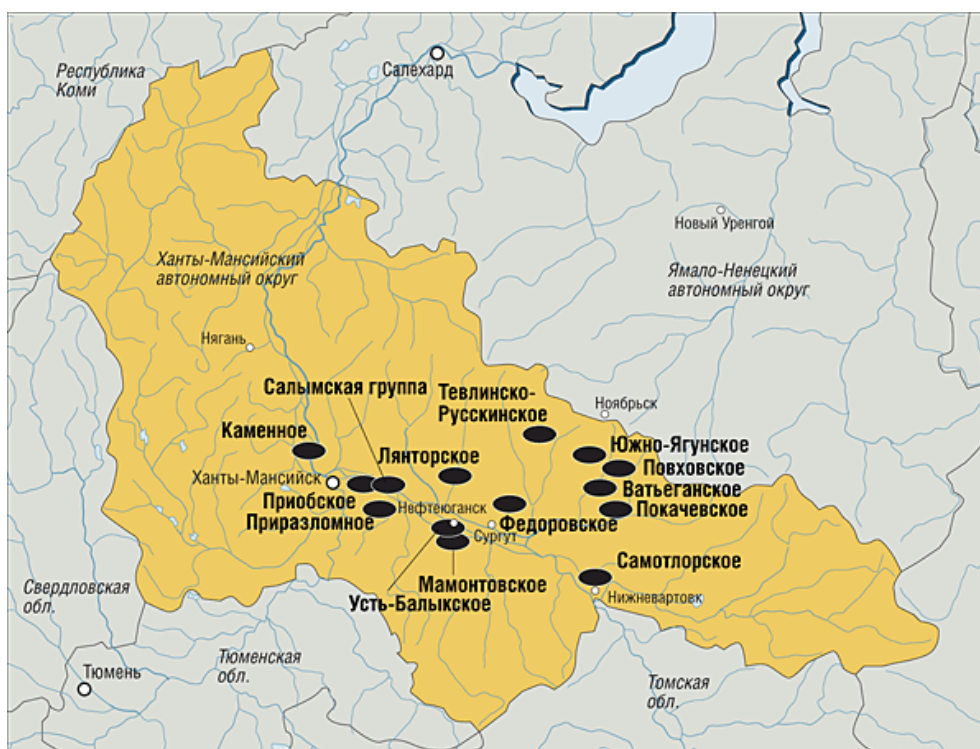 Салехард
Республика
Коми
Новый Уренгой
Ханты-Мансийский
автономный округ
Ямало-Ненецкий
автономный округ
Нягань
Салымская группа
Тевлинско-
Русскинское
Ноябрьск
Каменное
Южно-Ягунское
Лянторское
Повховское
Ханты-Мансийск
Ватьеганское
Приобское
Нефтеюганск
Покачевское
Приразломное
Федоровское
Сургут
Самотлорское
Мамонтовское
Усть-Балыкское
Нижневартовк
Свердловская
обл.
Тюменская
обл.
Тюмень
Томская
обл.